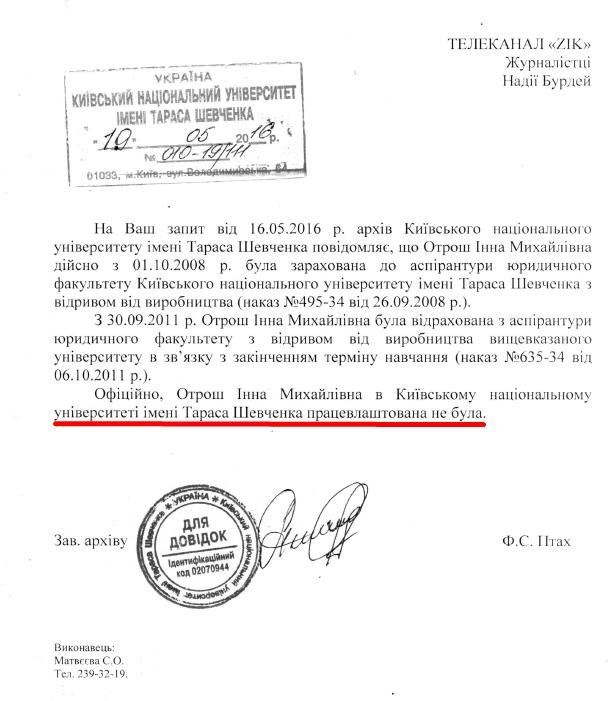 ТЕЛЕКАНАЛ «ZIK»
Журналістці
Надії Бурдей
УКРАЇНА
КИЇВСЬКИЙ НАЦІОНАЛЬНИЙ УНІВЕРСИТЕТ
ІМЕНІ ТАРАСА ШЕВЧЕНКА
"19" 05 2016 р.
№ 010-19/111
01033, м.Київ, вул.Володимирська, 64
На Ваш запит від 16.05.2016 р. архів Київського національного
університету імені Тараса Шевченка повідомляє, що Отрош Інна Михайлівна
дійсно з 01.10.2008 р. була зарахована до аспірантури юридичного
факультету Київського національного університету імені Тараса Шевченка з
відривом від виробництва (наказ №495-34 від 26.09.2008 р.).
З 30.09.2011 р. Отрош Інна Михайлівна була відрахована з аспірантури
юридичного факультету з відривом від виробництва вищевказаного
університету в зв’язку з закінченням терміну навчання (наказ №635-34 від
06.10.2011 р.).
Офіційно, Отрош Інна Михайлівна в Київському національному
університеті імені Тараса Шевченка працевлаштована не була.
Зав. архіву
УКРАЇНА * Київський національний університет імені Тараса Шевченка *
ДЛЯ
ДОВІДОК
Ідентифікаційний
код 02070944
Ф.С. Птах
Виконавець:
Матвєєва С.О.
Тел. 239-32-19.